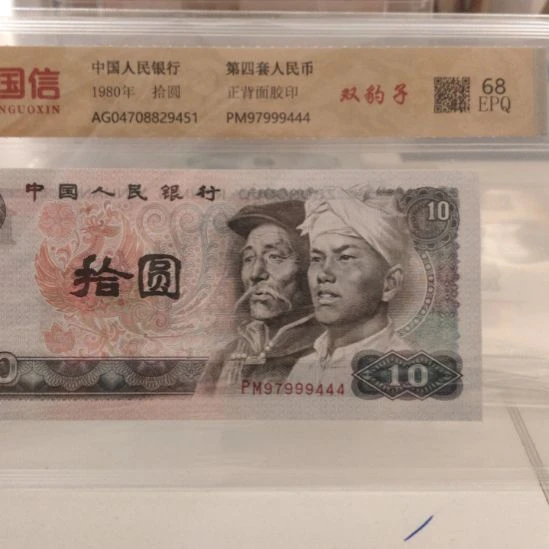 国信
NGUOXIN
中国人民银行 第四套人民币
1980年 拾圆 正背面胶印
AG04708829451 PM97999444
双豹子
68
EPQ
中国人民银行
10
拾圆
PM97999444
0
10